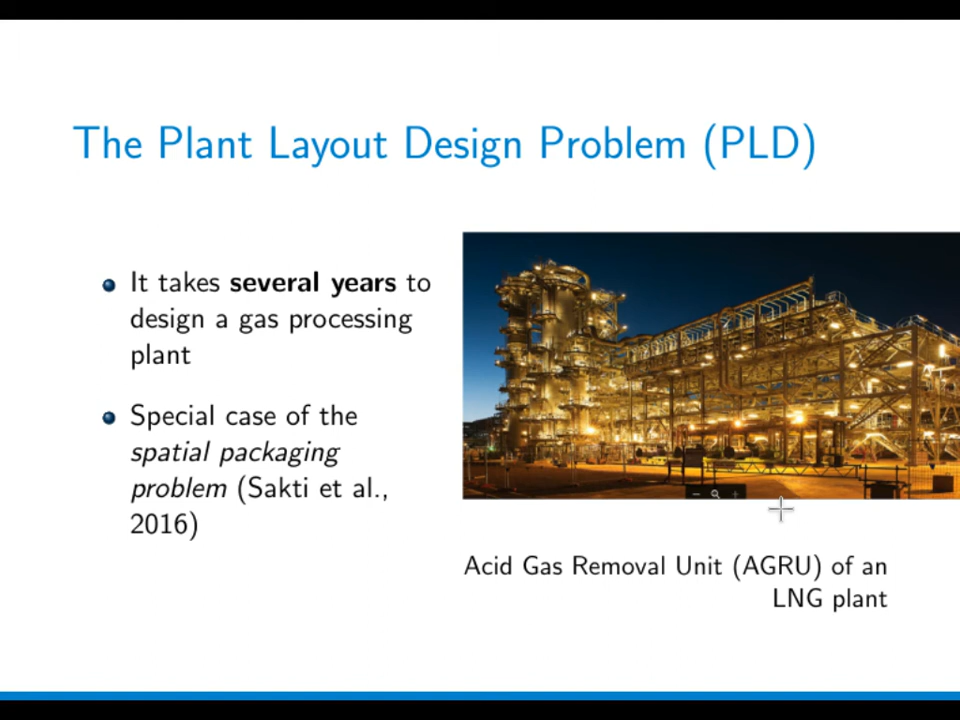 The Plant Layout Design Problem (PLD)
It takes several years to
design a gas processing
plant
Special case of the
spatial packaging
problem (Sakti et al.,
2016)
Acid Gas Removal Unit (AGRU) of an
LNG plant